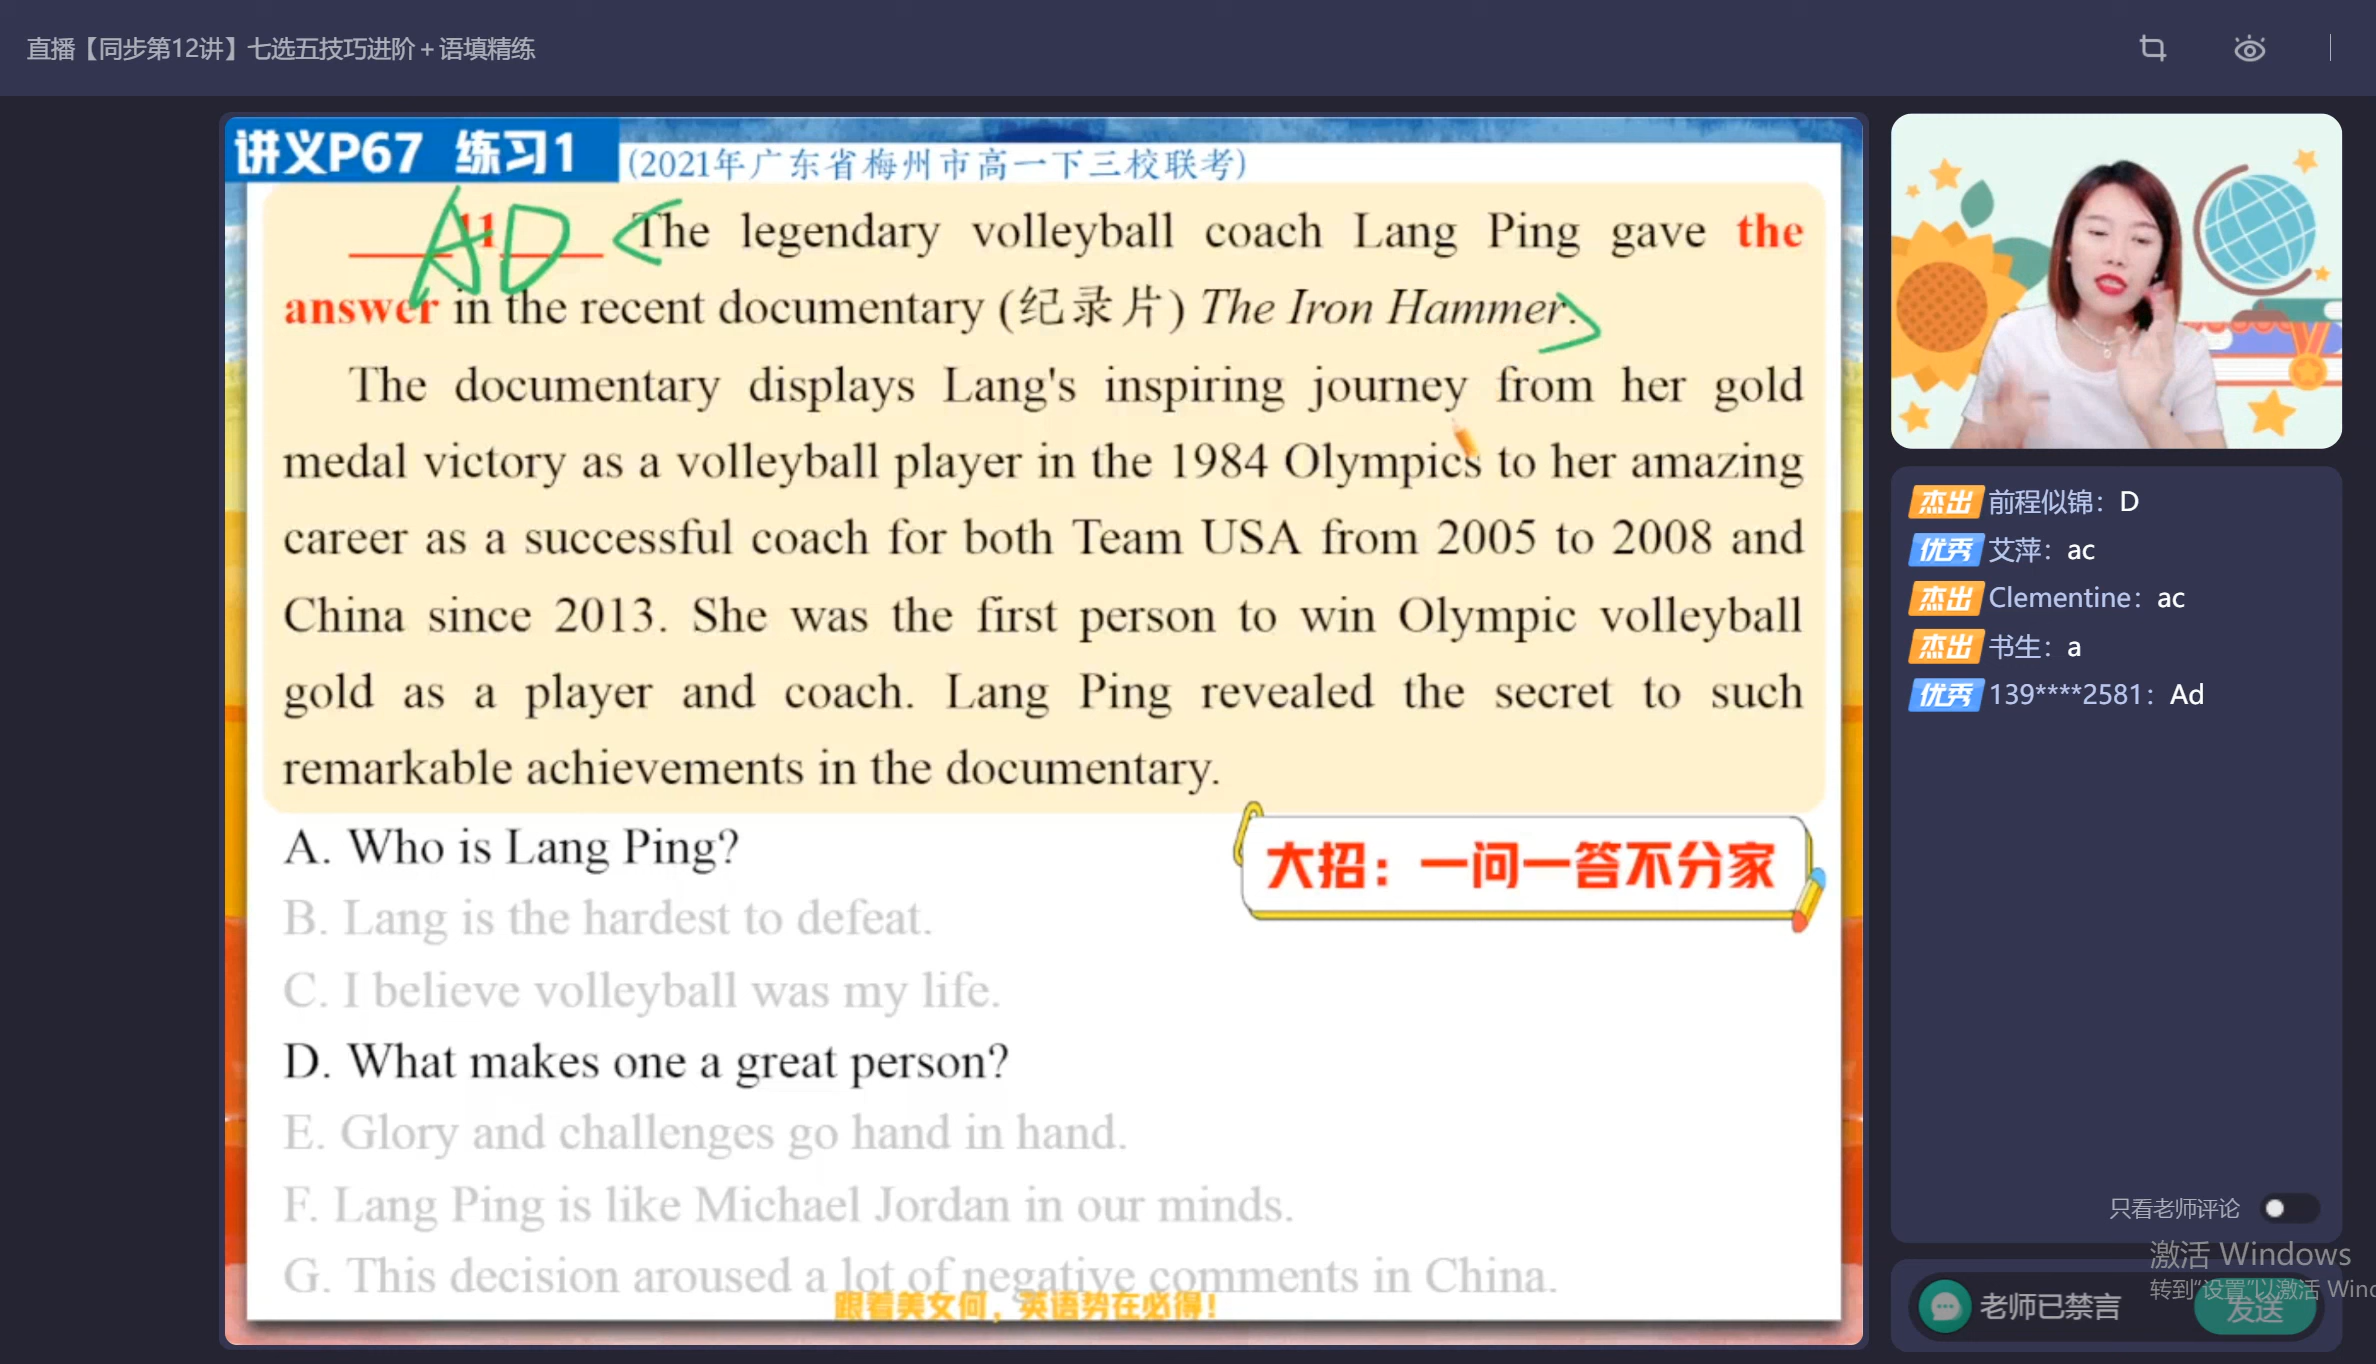 直播【同步第12讲】七选五技巧进阶+语填精练
讲义P67 练习1 (2021年广东省梅州市高一下三校联考)
11 The legendary volleyball coach Lang Ping gave the
AD
answer in the recent documentary (纪录片) The Iron Hammer.
The documentary displays Lang's inspiring journey from her gold
medal victory as a volleyball player in the 1984 Olympics to her amazing
career as a successful coach for both Team USA from 2005 to 2008 and
China since 2013. She was the first person to win Olympic volleyball
gold as a player and coach. Lang Ping revealed the secret to such
remarkable achievements in the documentary.
A. Who is Lang Ping?
大招：一问一答不分家
B. Lang is the hardest to defeat.
C. I believe volleyball was my life.
D. What makes one a great person?
E. Glory and challenges go hand in hand.
F. Lang Ping is like Michael Jordan in our minds.
G. This decision aroused a lot of negative comments in China.
跟着美女何，英语势在必得！
杰出 前程似锦：D
优秀 艾萍：ac
杰出 Clementine：ac
杰出 书生：a
优秀 139****2581：Ad
只看老师评论
激活 Windows
转到"设置"以激活 Winc
老师已禁言
发送